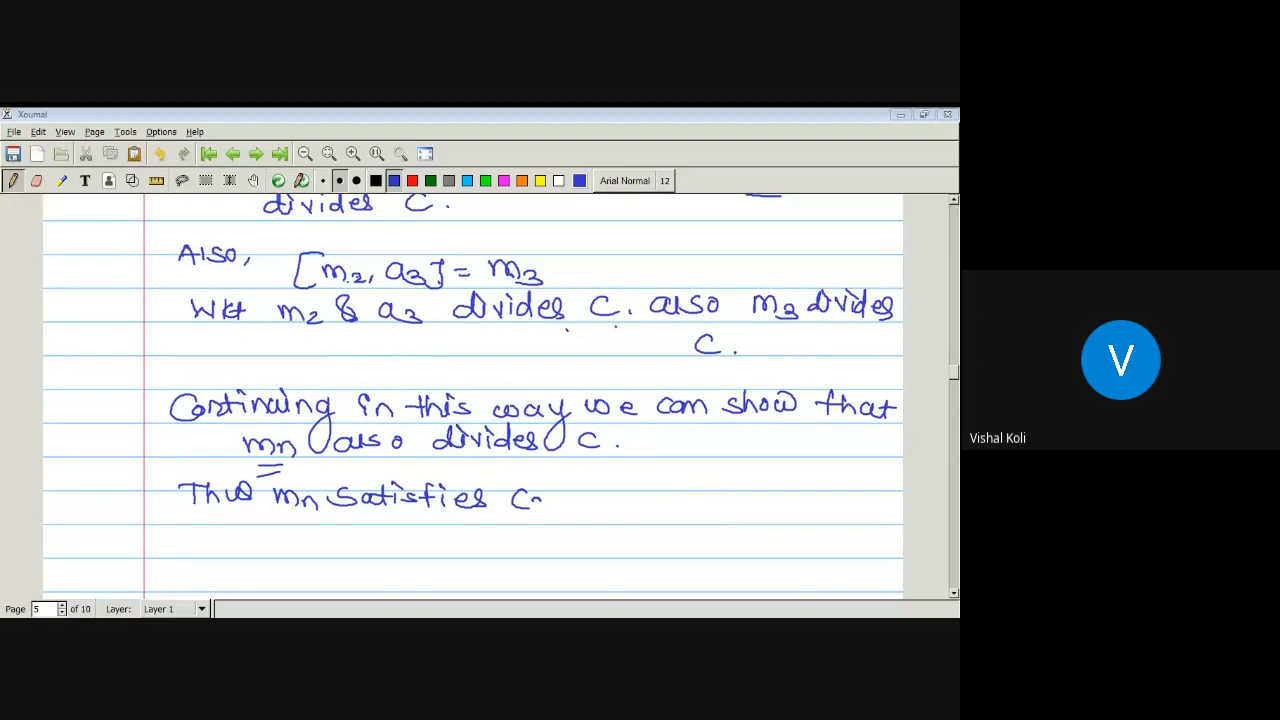 Xournal
File Edit View Page Tools Options Help
Arial Normal 12
divides C.
Also, [m2, a3] = m3
Wkt m2 & a3 divides C. also m3 divides
C.
Continuing in this way we can show that
mn also divides C.
Thus mn satisfies
V
Vishal Koli
Page 5 of 10 Layer: Layer 1